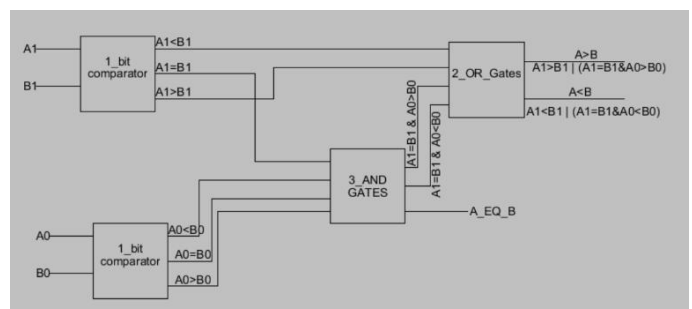 A1
B1
1_bit
comparator
A1<B1
A1=B1
A1>B1
2_OR_Gates
A>B
A1>B1 | (A1=B1&A0>B0)
A<B
A1<B1 | (A1=B1&A0<B0)
A1=B1 & A0>B0
A1=B1 & A0<B0
3_AND
GATES
A_EQ_B
A0
B0
1_bit
comparator
A0<B0
A0=B0
A0>B0